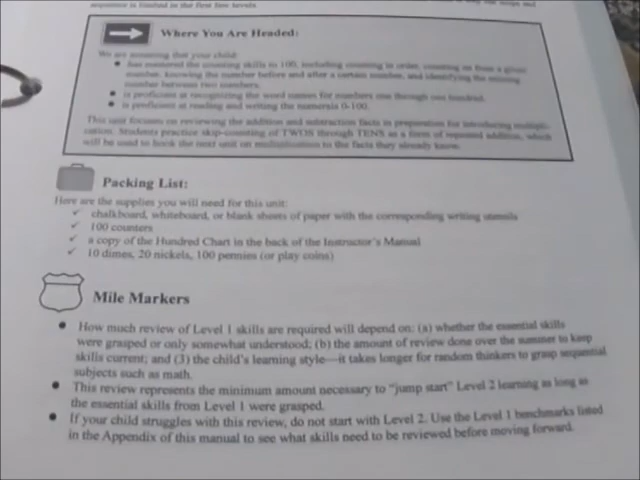 sequence is limited in the first few levels.
Where You Are Headed:
We are assuming that your child:
• has mastered the counting skills to 100, including counting in order, counting on from a given
number, knowing the number before and after a certain number, and identifying the missing
number between two numbers.
• is proficient at recognizing the word names for numbers one through one hundred.
• is proficient at reading and writing the numerals 0-100.
This unit focuses on reviewing the addition and subtraction facts in preparation for introducing multipli-
cation. Students practice skip-counting of TWOS through TENS as a form of repeated addition, which
will be used to hook the next unit on multiplication to the facts they already know.
Packing List:
Here are the supplies you will need for this unit:
✓ chalkboard, whiteboard, or blank sheets of paper with the corresponding writing utensils
✓ 100 counters
✓ a copy of the Hundred Chart in the back of the Instructor's Manual
✓ 10 dimes, 20 nickels, 100 pennies (or play coins)
Mile Markers
• How much review of Level 1 skills are required will depend on: (a) whether the essential skills
were grasped or only somewhat understood; (b) the amount of review done over the summer to keep
skills current; and (3) the child's learning style—it takes longer for random thinkers to grasp sequential
subjects such as math.
• This review represents the minimum amount necessary to "jump start" Level 2 learning as long as
the essential skills from Level 1 were grasped.
• If your child struggles with this review, do not start with Level 2. Use the Level 1 benchmarks listed
in the Appendix of this manual to see what skills need to be reviewed before moving forward.